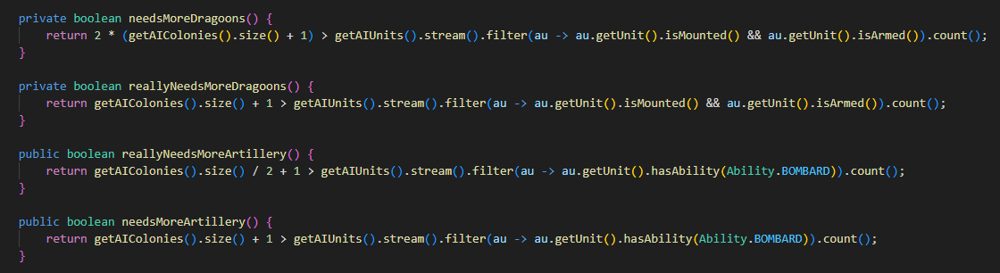 private boolean needsMoreDragoons() {
return 2 * (getAIColonies().size() + 1) > getAIUnits().stream().filter(au -> au.getUnit().isMounted() && au.getUnit().isArmed()).count();
}
private boolean reallyNeedsMoreDragoons() {
return getAIColonies().size() + 1 > getAIUnits().stream().filter(au -> au.getUnit().isMounted() && au.getUnit().isArmed()).count();
}
public boolean reallyNeedsMoreArtillery() {
return getAIColonies().size() / 2 + 1 > getAIUnits().stream().filter(au -> au.getUnit().hasAbility(Ability.BOMBARD)).count();
}
public boolean needsMoreArtillery() {
return getAIColonies().size() + 1 > getAIUnits().stream().filter(au -> au.getUnit().hasAbility(Ability.BOMBARD)).count();
}